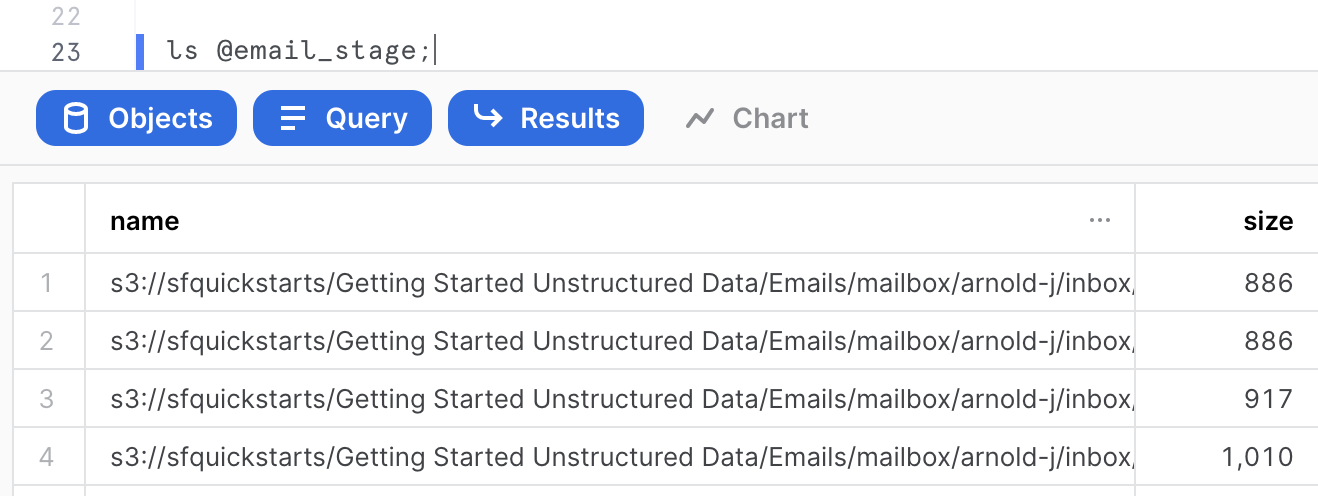 22
23 ls @email_stage;
Objects Query Results Chart
name ... size
1 s3://sfquickstarts/Getting Started Unstructured Data/Emails/mailbox/arnold-j/inbox/ 886
2 s3://sfquickstarts/Getting Started Unstructured Data/Emails/mailbox/arnold-j/inbox/ 886
3 s3://sfquickstarts/Getting Started Unstructured Data/Emails/mailbox/arnold-j/inbox/ 917
4 s3://sfquickstarts/Getting Started Unstructured Data/Emails/mailbox/arnold-j/inbox/ 1,010